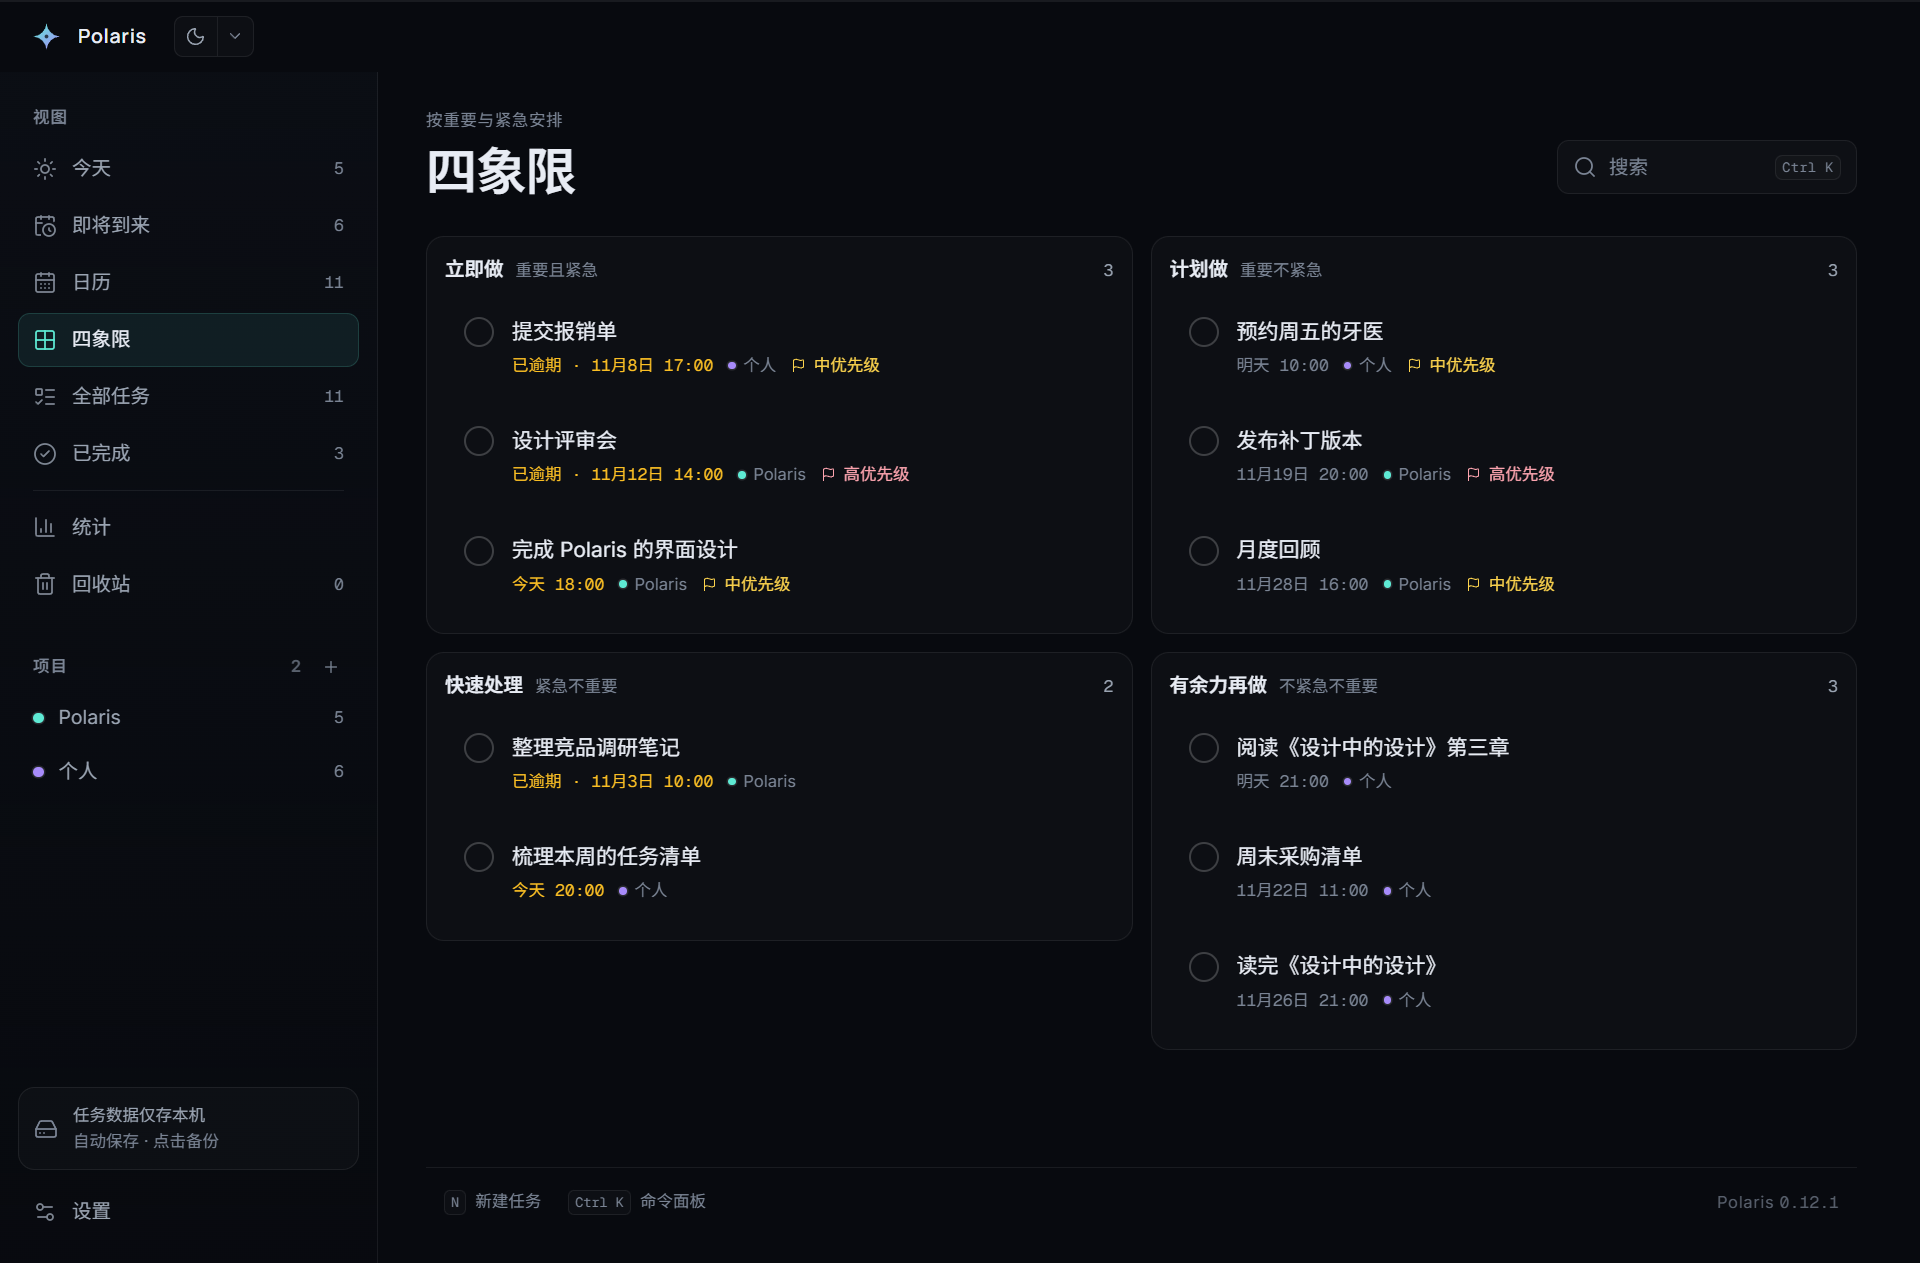 Polaris
视图
今天 5
即将到来 6
日历 11
四象限
全部任务 11
已完成 3
统计
回收站 0
项目 2
Polaris 5
个人 6
任务数据仅存本机
自动保存 · 点击备份
设置
按重要与紧急安排
四象限
搜索 Ctrl K
立即做 重要且紧急 3
提交报销单
已逾期 · 11月8日 17:00 个人 中优先级
设计评审会
已逾期 · 11月12日 14:00 Polaris 高优先级
完成 Polaris 的界面设计
今天 18:00 Polaris 中优先级
计划做 重要不紧急 3
预约周五的牙医
明天 10:00 个人 中优先级
发布补丁版本
11月19日 20:00 Polaris 高优先级
月度回顾
11月28日 16:00 Polaris 中优先级
快速处理 紧急不重要 2
整理竞品调研笔记
已逾期 · 11月3日 10:00 Polaris
梳理本周的任务清单
今天 20:00 个人
有余力再做 不紧急不重要 3
阅读《设计中的设计》第三章
明天 21:00 个人
周末采购清单
11月22日 11:00 个人
读完《设计中的设计》
11月26日 21:00 个人
N 新建任务 Ctrl K 命令面板
Polaris 0.12.1